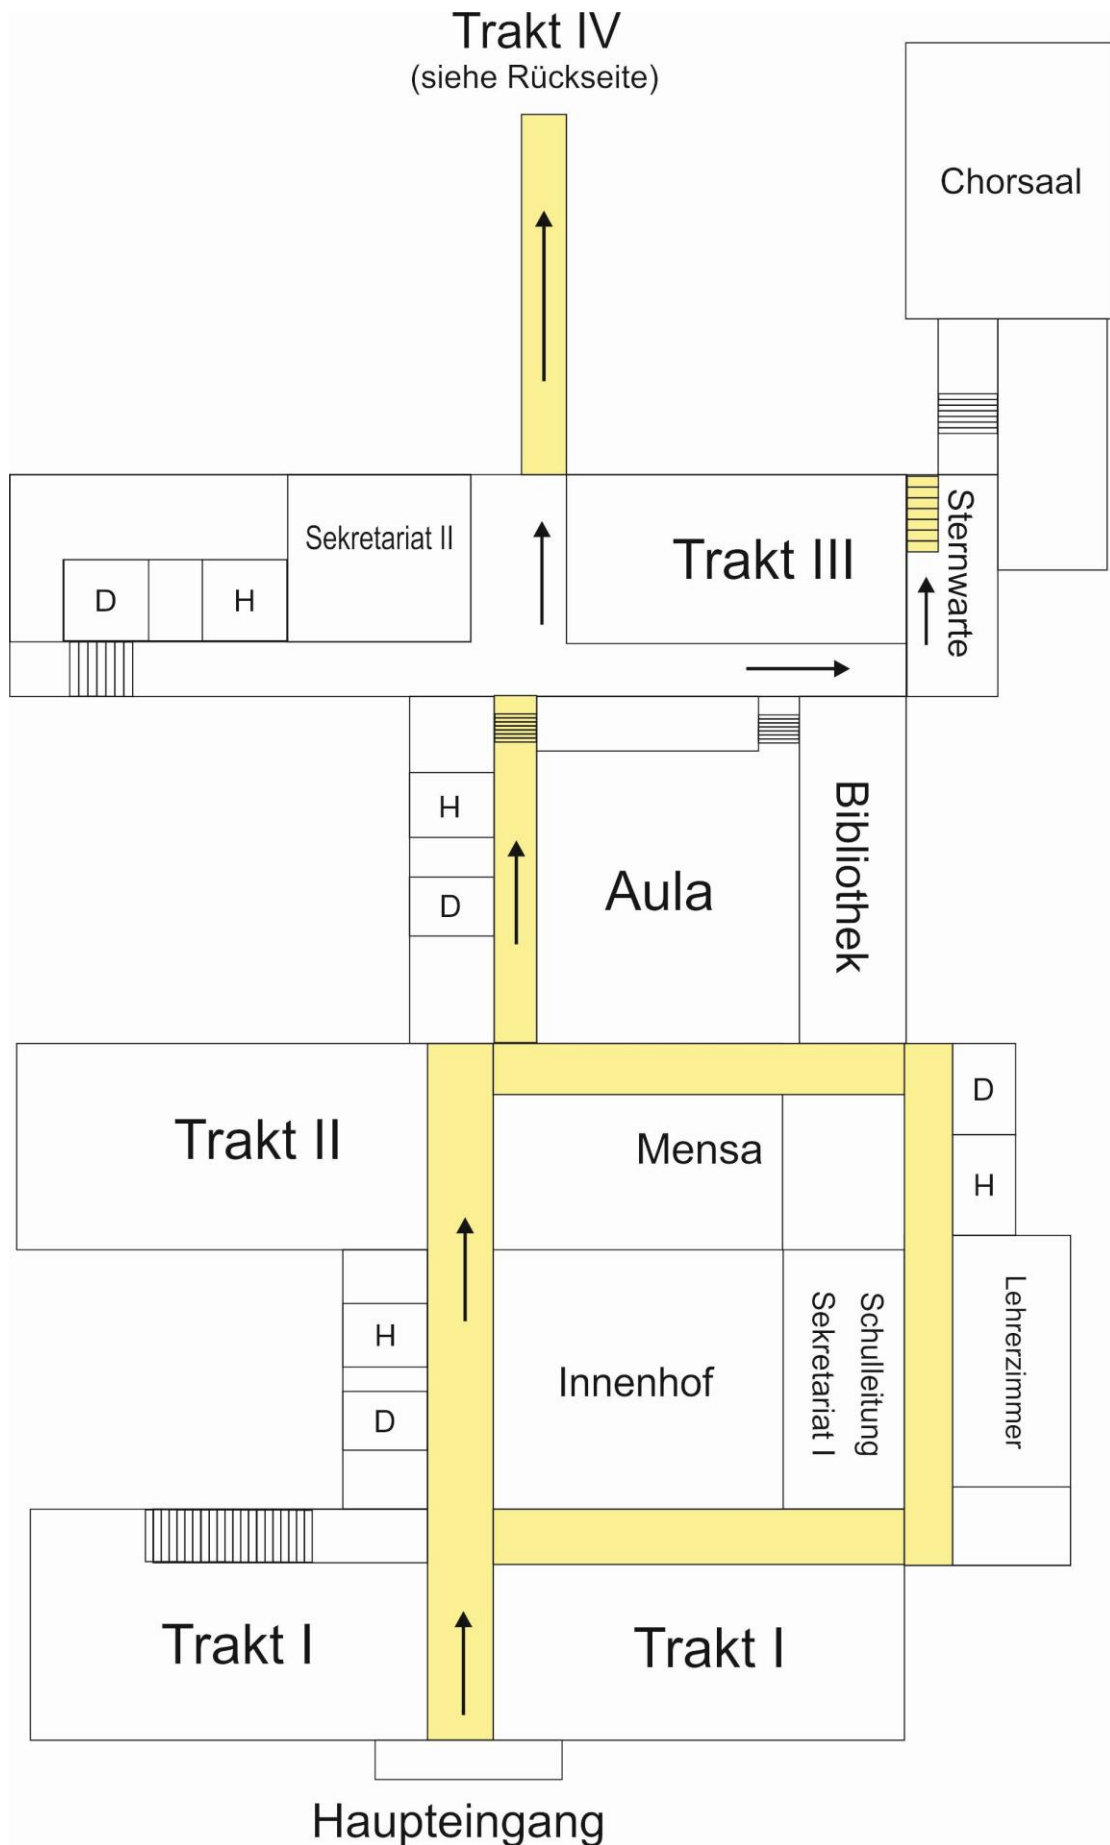 Trakt IV
(siehe Rückseite)
Chorsaal
Sekretariat II
Trakt III
Sternwarte
D
H
H
D
Aula
Bibliothek
Trakt II
Mensa
D
H
H
D
Innenhof
Schulleitung
Sekretariat I
Lehrerzimmer
Trakt I
Trakt I
Haupteingang